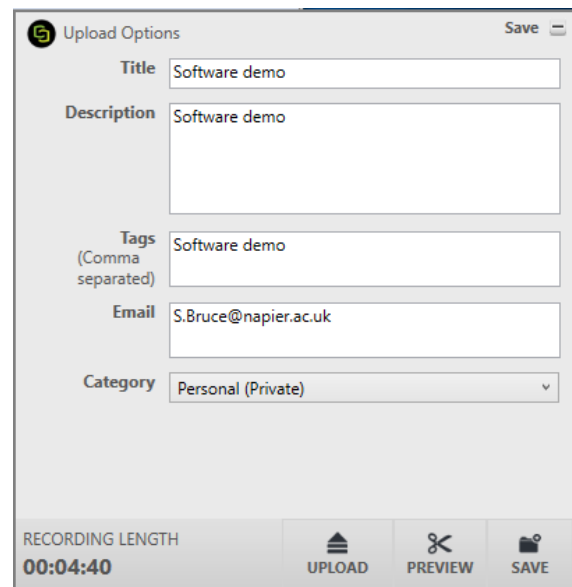 Upload Options
Save
Title
Software demo
Description
Software demo
Tags
(Comma
separated)
Software demo
Email
S.Bruce@napier.ac.uk
Category
Personal (Private)
RECORDING LENGTH
00:04:40
UPLOAD
PREVIEW
SAVE